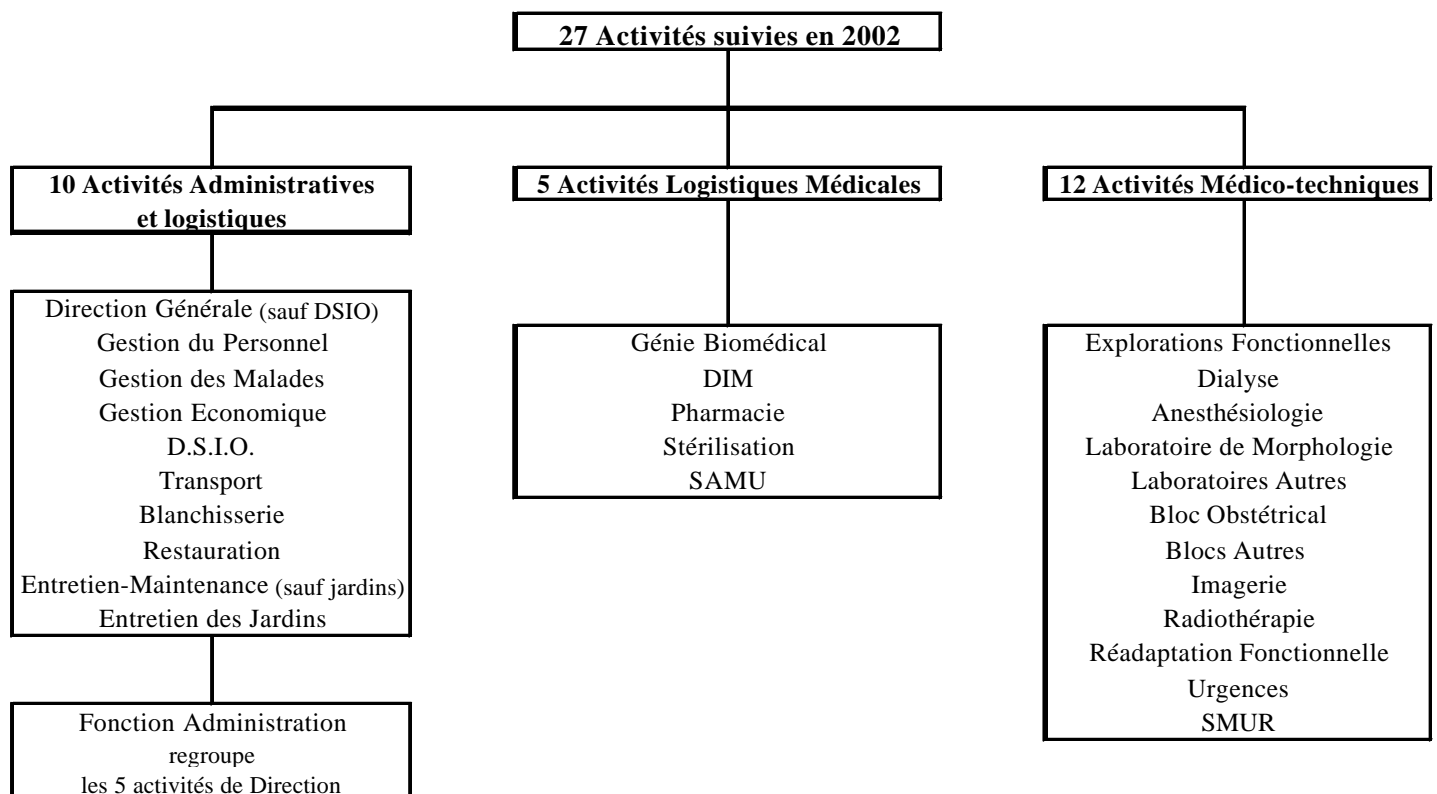 27 Activités suivies en 2002
10 Activités Administratives
et logistiques
Direction Générale (sauf DSIO)
Gestion du Personnel
Gestion des Malades
Gestion Economique
D.S.I.O.
Transport
Blanchisserie
Restauration
Entretien-Maintenance (sauf jardins)
Entretien des Jardins
Fonction Administration
regroupe
les 5 activités de Direction
5 Activités Logistiques Médicales
Génie Biomédical
DIM
Pharmacie
Stérilisation
SAMU
12 Activités Médico-techniques
Explorations Fonctionnelles
Dialyse
Anesthésiologie
Laboratoire de Morphologie
Laboratoires Autres
Bloc Obstétrical
Blocs Autres
Imagerie
Radiothérapie
Réadaptation Fonctionnelle
Urgences
SMUR